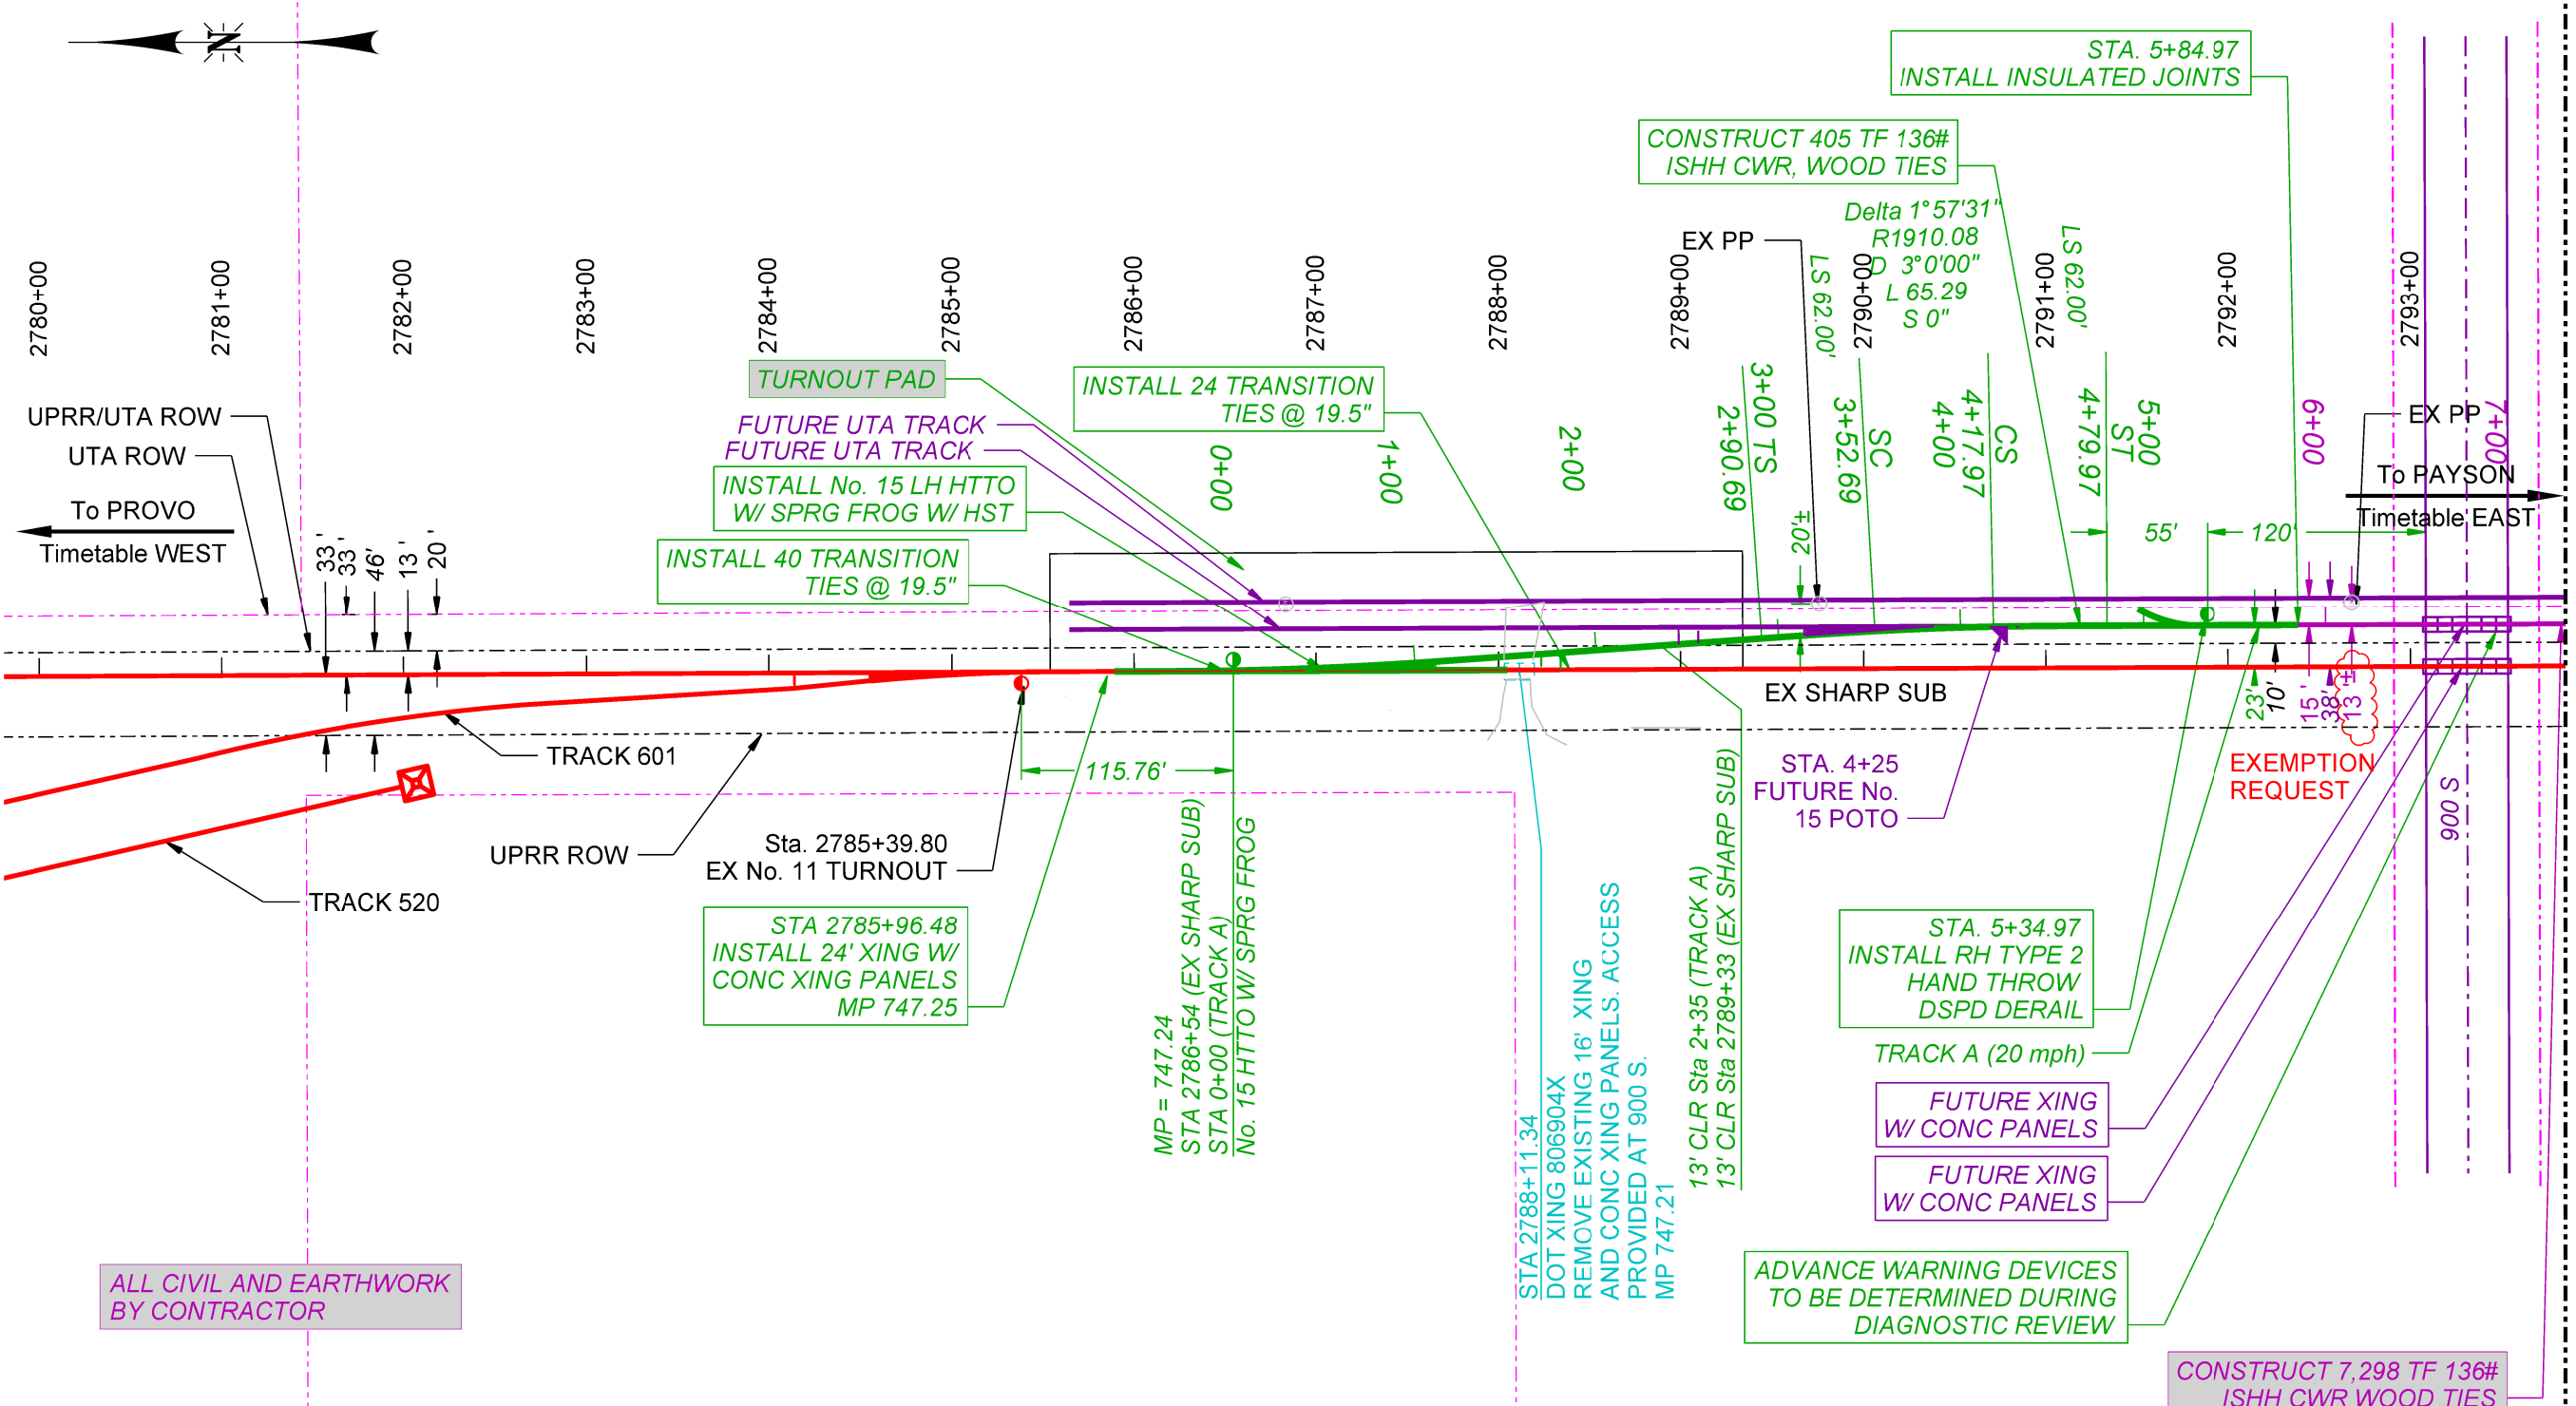 N
STA. 5+84.97
INSTALL INSULATED JOINTS
CONSTRUCT 405 TF 136#
ISHH CWR, WOOD TIES
Delta 1°57'31"
R1910.08
D 3°0'00"
L 65.29
S 0"
EX PP
LS 62.00'
LS 62.00'
2780+00
2781+00
2782+00
2783+00
2784+00
2785+00
2786+00
2787+00
2788+00
2789+00
2790+00
2791+00
2792+00
2793+00
TURNOUT PAD
FUTURE UTA TRACK
FUTURE UTA TRACK
INSTALL No. 15 LH HTTO
W/ SPRG FROG W/ HST
INSTALL 40 TRANSITION
TIES @ 19.5"
INSTALL 24 TRANSITION
TIES @ 19.5"
0+00
1+00
2+00
3+00 TS
2+90.69
SC
3+52.69
CS
4+17.97
4+00
ST
4+79.97
5+00
6+00
7+00
EX PP
UPRR/UTA ROW
UTA ROW
To PROVO
Timetable WEST
To PAYSON
Timetable EAST
33'
33'
46'
13'
20'
20'±
55'
120'
EX SHARP SUB
23'
10'
15'
38'
13'±
EXEMPTION
REQUEST
900 S
TRACK 601
TRACK 520
UPRR ROW
115.76'
Sta. 2785+39.80
EX No. 11 TURNOUT
STA 2785+96.48
INSTALL 24' XING W/
CONC XING PANELS
MP 747.25
MP = 747.24
STA 2786+54 (EX SHARP SUB)
STA 0+00 (TRACK A)
No. 15 HTTO W/ SPRG FROG
STA 2788+11.34
DOT XING 806904X
REMOVE EXISTING 16' XING
AND CONC XING PANELS. ACCESS
PROVIDED AT 900 S.
MP 747.21
13' CLR Sta 2+35 (TRACK A)
13' CLR Sta 2789+33 (EX SHARP SUB)
STA. 4+25
FUTURE No.
15 POTO
STA. 5+34.97
INSTALL RH TYPE 2
HAND THROW
DSPD DERAIL
TRACK A (20 mph)
FUTURE XING
W/ CONC PANELS
FUTURE XING
W/ CONC PANELS
ADVANCE WARNING DEVICES
TO BE DETERMINED DURING
DIAGNOSTIC REVIEW
ALL CIVIL AND EARTHWORK
BY CONTRACTOR
CONSTRUCT 7,298 TF 136#
ISHH CWR WOOD TIES